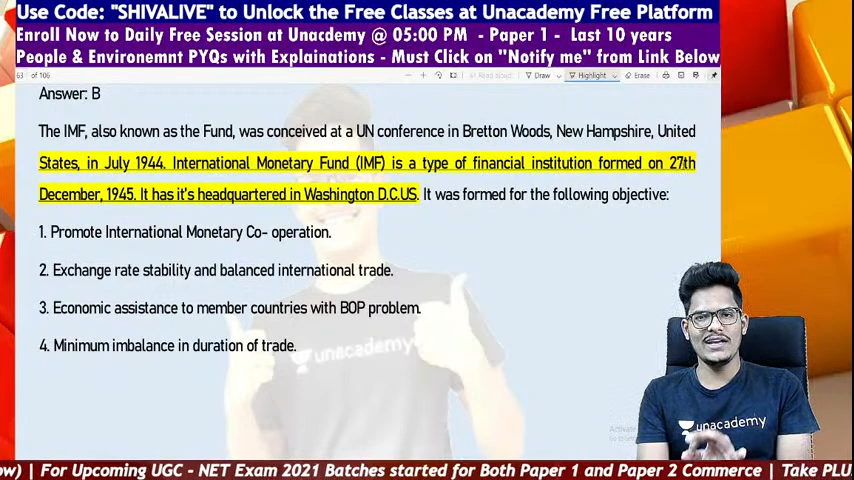 Use Code: "SHIVALIVE" to Unlock the Free Classes at Unacademy Free Platform
Enroll Now to Daily Free Session at Unacdemy @ 05:00 PM - Paper 1 - Last 10 years
People & Environemnt PYQs with Explainations - Must Click on "Notify me" from Link Below
63 of 106
Draw
Highlight
Erase
Answer: B
The IMF, also known as the Fund, was conceived at a UN conference in Bretton Woods, New Hampshire, United
States, in July 1944. International Monetary Fund (IMF) is a type of financial institution formed on 27th
December, 1945. It has it's headquartered in Washington D.C.US. It was formed for the following objective:
1. Promote International Monetary Co- operation.
2. Exchange rate stability and balanced international trade.
3. Economic assistance to member countries with BOP problem.
4. Minimum imbalance in duration of trade.
unacademy
unacademy
ow) | For Upcoming UGC - NET Exam 2021 Batches started for Both Paper 1 and Paper 2 Commerce | Take PLU